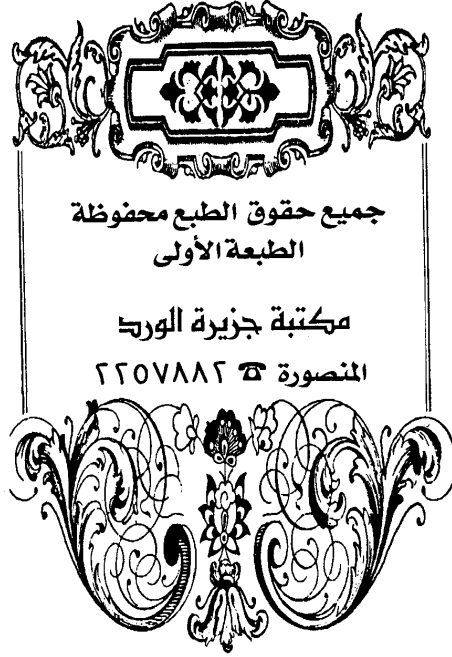 جميع حقوق الطبع محفوظة
الطبعة الأولى
مكتبة جزيرة الورد
المنصورة ☎ ٢٢٥٧٨٨٢